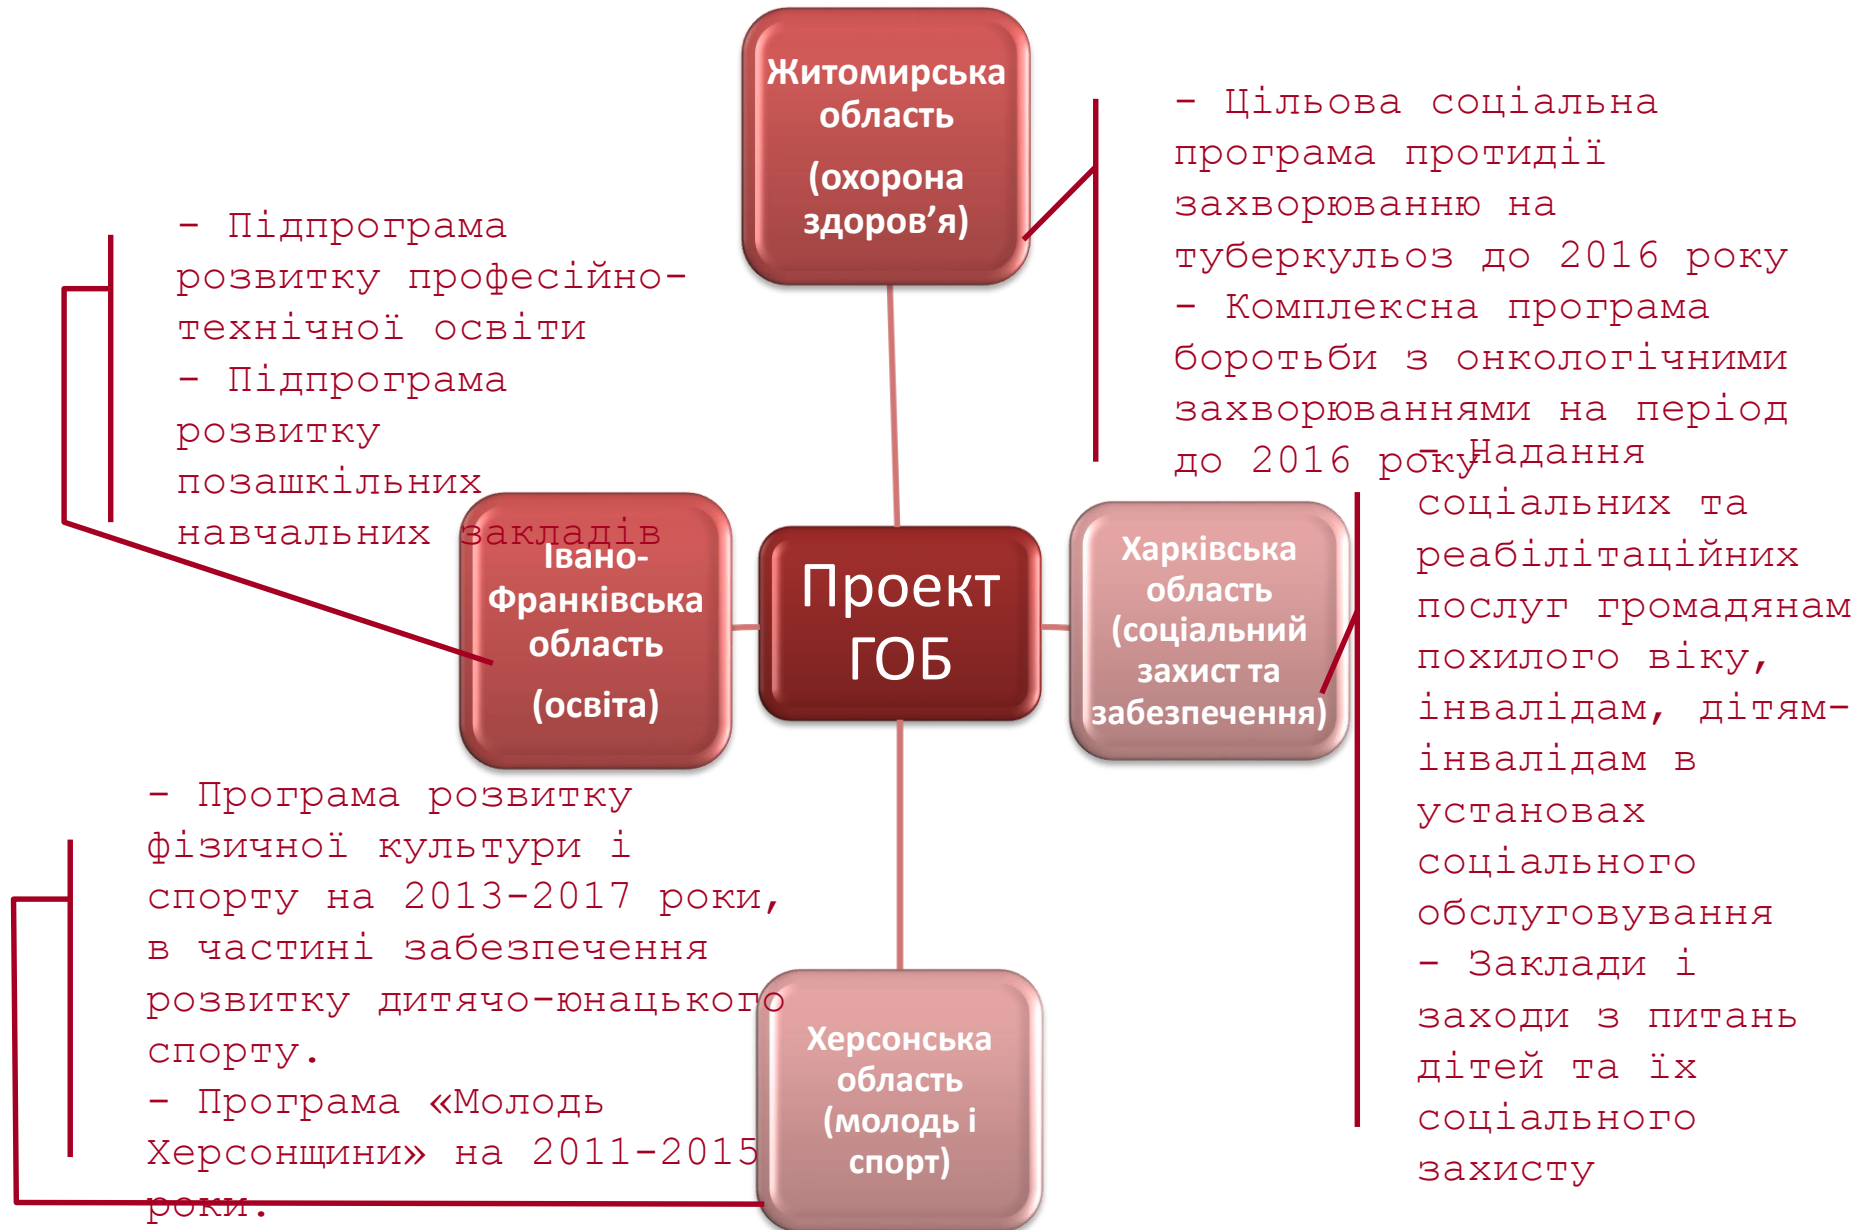 Житомирська
область
(охорона
здоров’я)
- Цільова соціальна
програма протидії
захворюванню на
туберкульоз до 2016 року
- Комплексна програма
боротьби з онкологічними
захворюваннями на період
до 2016 року
- Підпрограма
розвитку професійно-
технічної освіти
- Підпрограма
розвитку
позашкільних
навчальних закладів
Івано-
Франківська
область
(освіта)
Проект
ГОБ
Харківська
область
(соціальний
захист та
забезпечення)
- Надання
соціальних та
реабілітаційних
послуг громадянам
похилого віку,
інвалідам, дітям-
інвалідам в
установах
соціального
обслуговування
- Заклади і
заходи з питань
дітей та їх
соціального
захисту
- Програма розвитку
фізичної культури і
спорту на 2013-2017 роки,
в частині забезпечення
розвитку дитячо-юнацького
спорту.
- Програма «Молодь
Херсонщини» на 2011-2015
роки.
Херсонська
область
(молодь і
спорт)